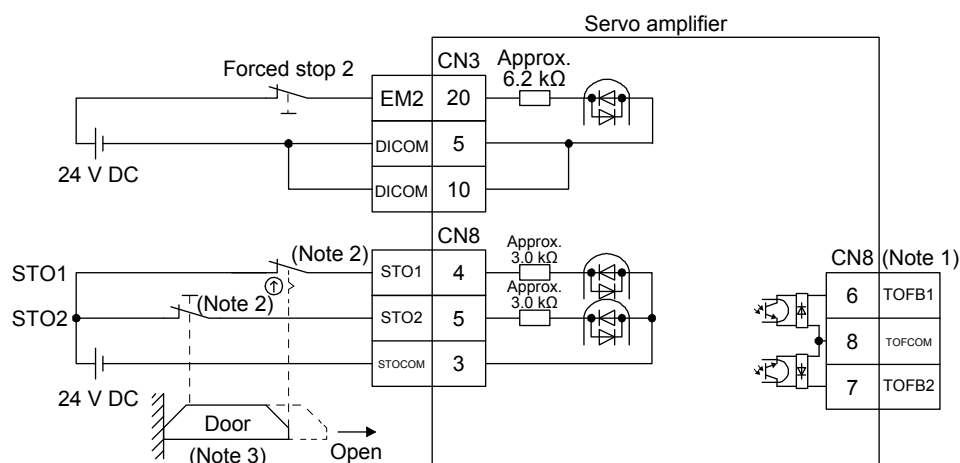 Servo amplifier
Forced stop 2
CN3
Approx.
6.2 kΩ
EM2 20
DICOM 5
24 V DC
DICOM 10
CN8
(Note 2)
Approx.
3.0 kΩ
STO1
STO1 4
CN8 (Note 1)
(Note 2)
Approx.
3.0 kΩ
6 TOFB1
STO2
STO2 5
8 TOFCOM
STOCOM 3
7 TOFB2
24 V DC
Door
Open
(Note 3)